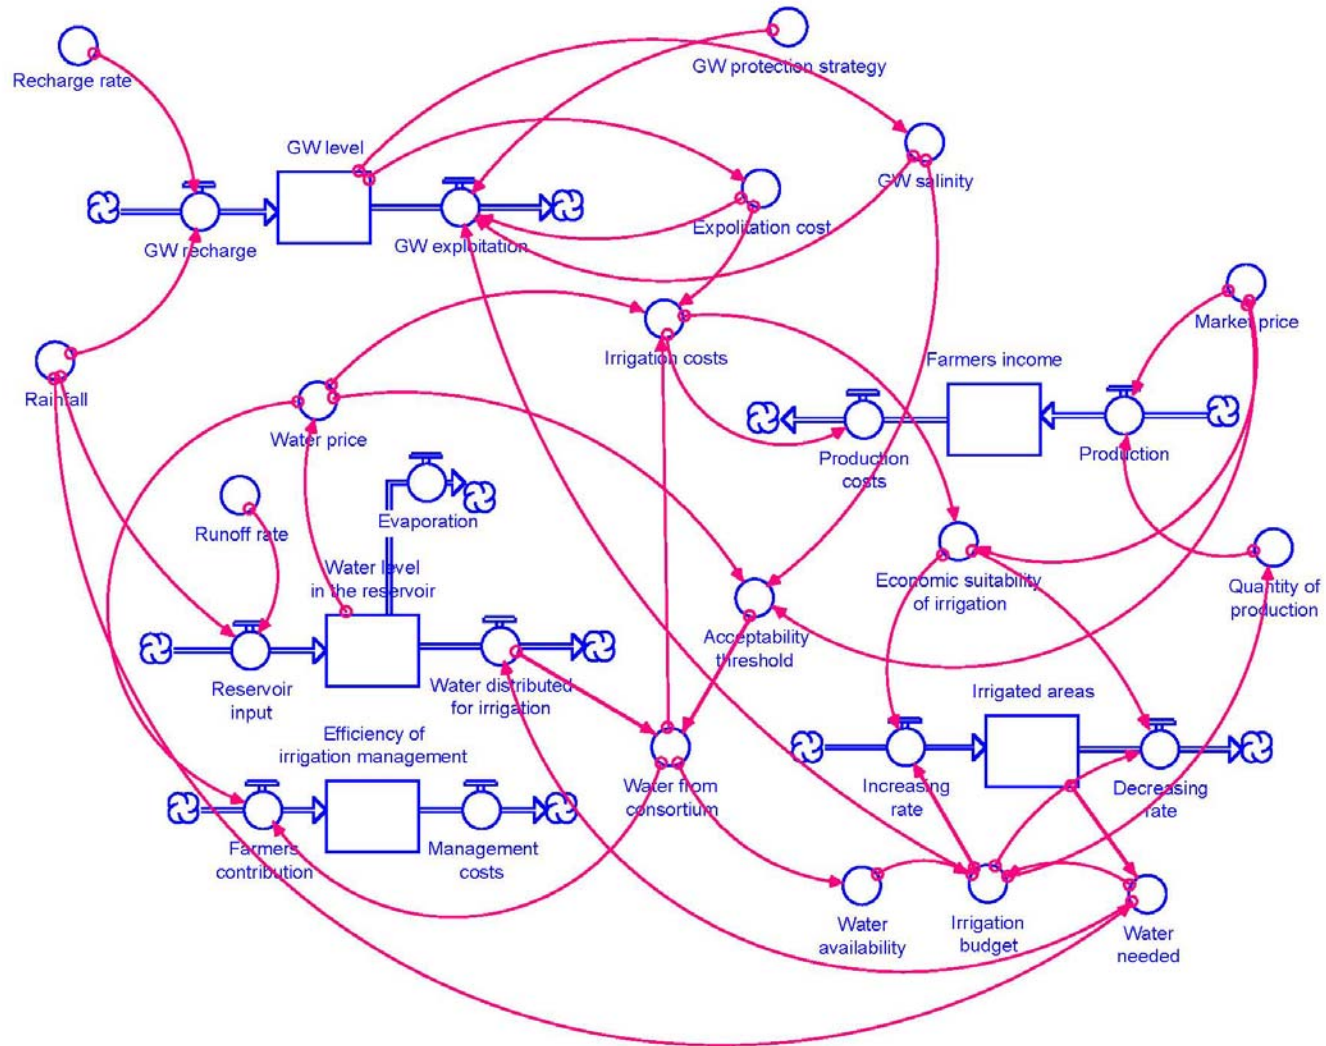 GW protection strategy
Recharge rate
GW level
GW salinity
Expolitation cost
GW recharge
GW exploitation
Market price
Irrigation costs
Farmers income
Rainfall
Water price
Production
costs
Production
Evaporation
Runoff rate
Water level
in the reservoir
Economic suitability
of irrigation
Quantity of
production
Acceptability
threshold
Reservoir
input
Water distributed
for irrigation
Irrigated areas
Efficiency of
irrigation management
Water from
consortium
Increasing
rate
Decreasing
rate
Farmers
contribution
Management
costs
Water
availability
Irrigation
budget
Water
needed